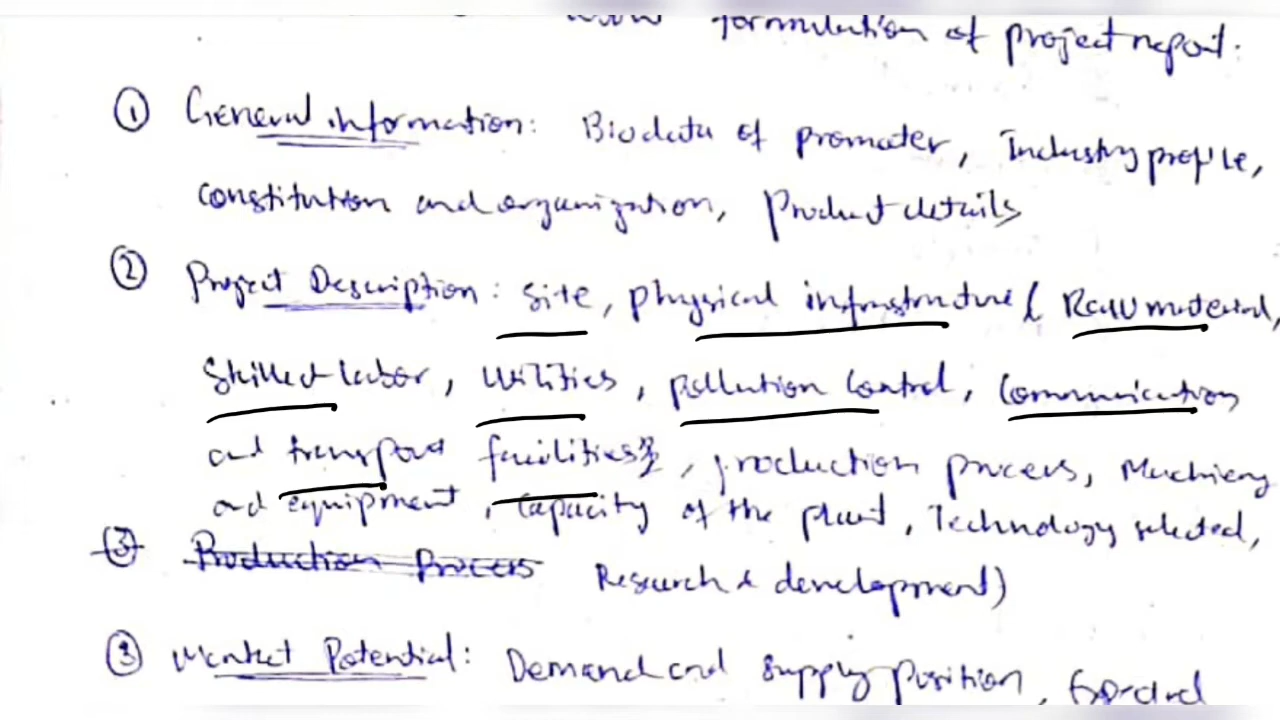 formulation of project report.
① General information: Biodata of promoter, Industry profile,
constitution and organization, Product details
② Project Description: Site, physical infrastructure ( Raw material,
Skilled labor, Utilities, pollution control, Communication
and transport facilities), production process, Machinery
and equipment, Capacity of the plant, Technology selected,
③ Production Process Research & development)
③ Market Potential: Demand and supply position, Expected